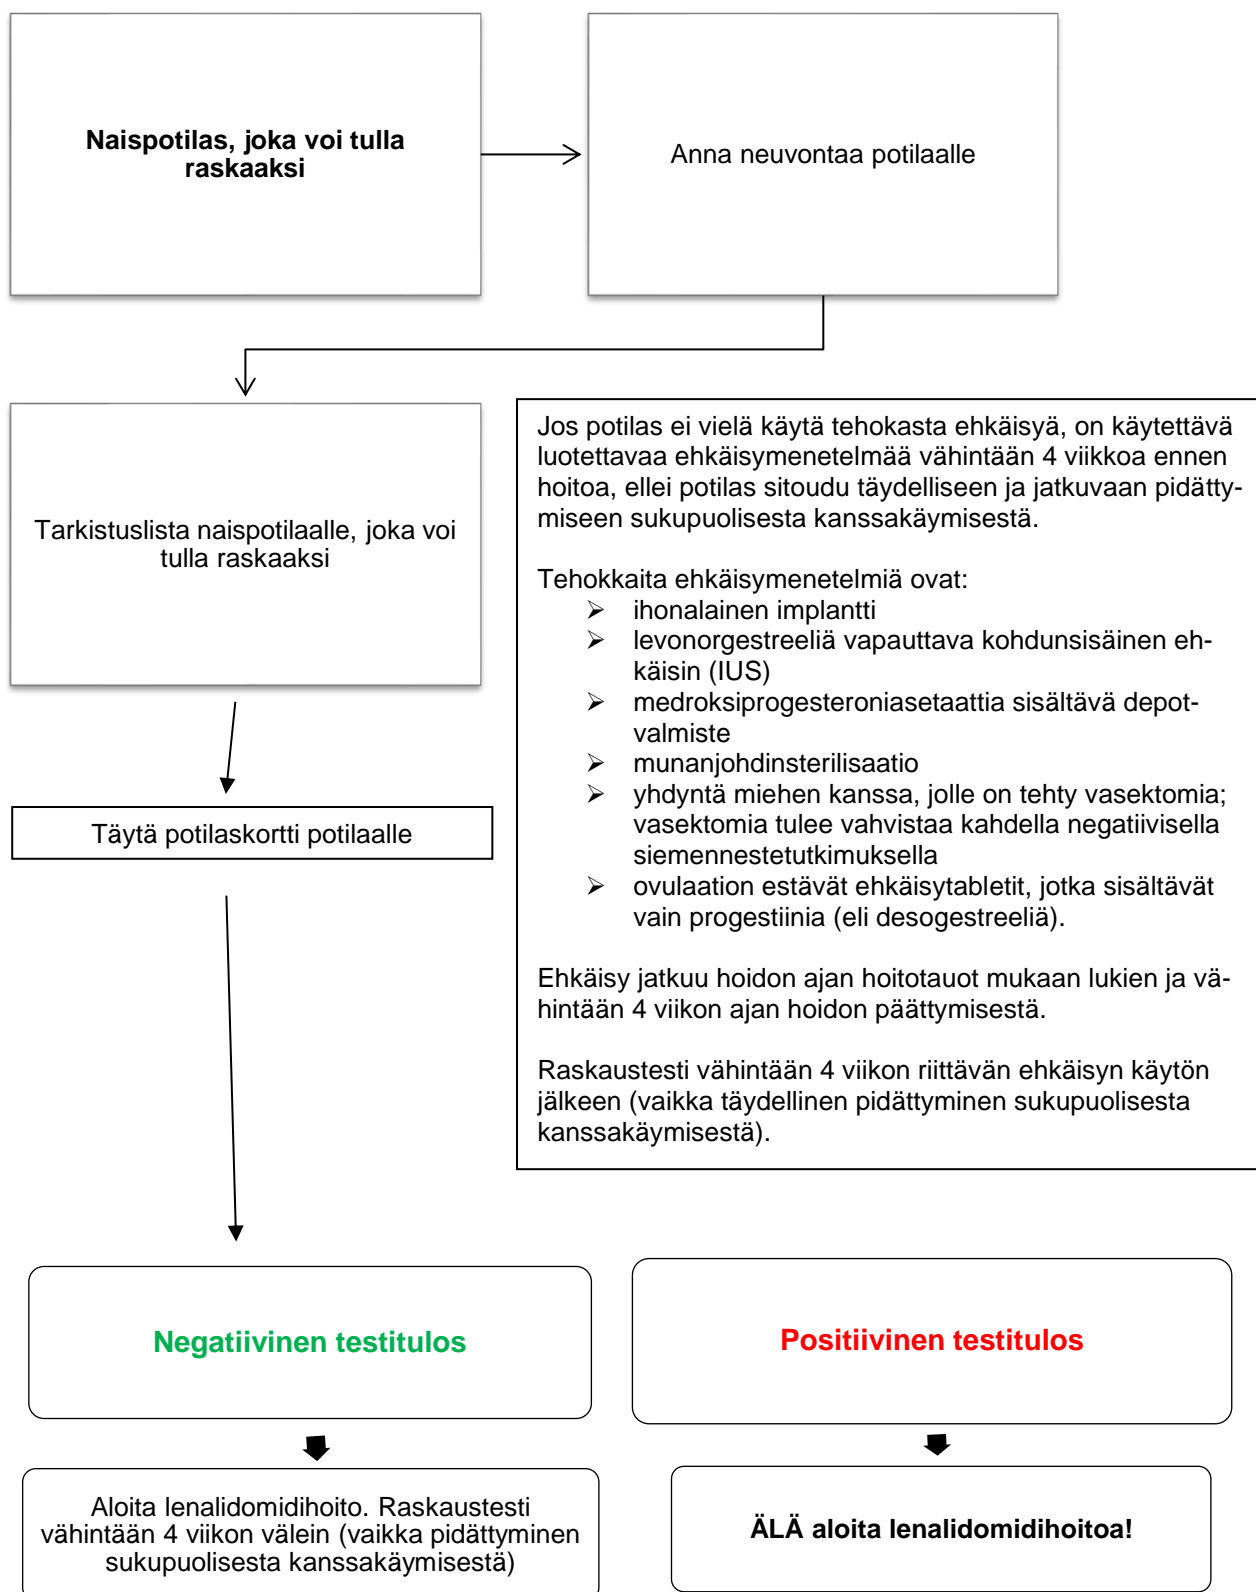 Naispotilas, joka voi tulla
raskaaksi
Anna neuvontaa potilaalle
Tarkistuslista naispotilaalle, joka voi
tulla raskaaksi
Täytä potilaskortti potilaalle
Jos potilas ei vielä käytä tehokasta ehkäisyä, on käytettävä
luotettavaa ehkäisymenetelmää vähintään 4 viikkoa ennen
hoitoa, ellei potilas sitoudu täydelliseen ja jatkuvaan pidätty-
miseen sukupuolisesta kanssakäymisestä.
Tehokkaita ehkäisymenetelmiä ovat:
➢ ihonalainen implantti
➢ levonorgestreeliä vapauttava kohdunsisäinen eh-
käisin (IUS)
➢ medroksiprogesteroniasetaattia sisältävä depot-
valmiste
➢ munanjohdinsterilisaatio
➢ yhdyntä miehen kanssa, jolle on tehty vasektomia;
vasektomia tulee vahvistaa kahdella negatiivisella
siemennestetutkimuksella
➢ ovulaation estävät ehkäisytabletit, jotka sisältävät
vain progestiinia (eli desogestreeliä).
Ehkäisy jatkuu hoidon ajan hoitotauot mukaan lukien ja vä-
hintään 4 viikon ajan hoidon päättymisestä.
Raskaustesti vähintään 4 viikon riittävän ehkäisyn käytön
jälkeen (vaikka täydellinen pidättyminen sukupuolisesta
kanssakäymisestä).
Negatiivinen testitulos
Positiivinen testitulos
Aloita lenalidomidihoito. Raskaustesti
vähintään 4 viikon välein (vaikka pidättyminen
sukupuolisesta kanssakäymisestä)
ÄLÄ aloita lenalidomidihoitoa!